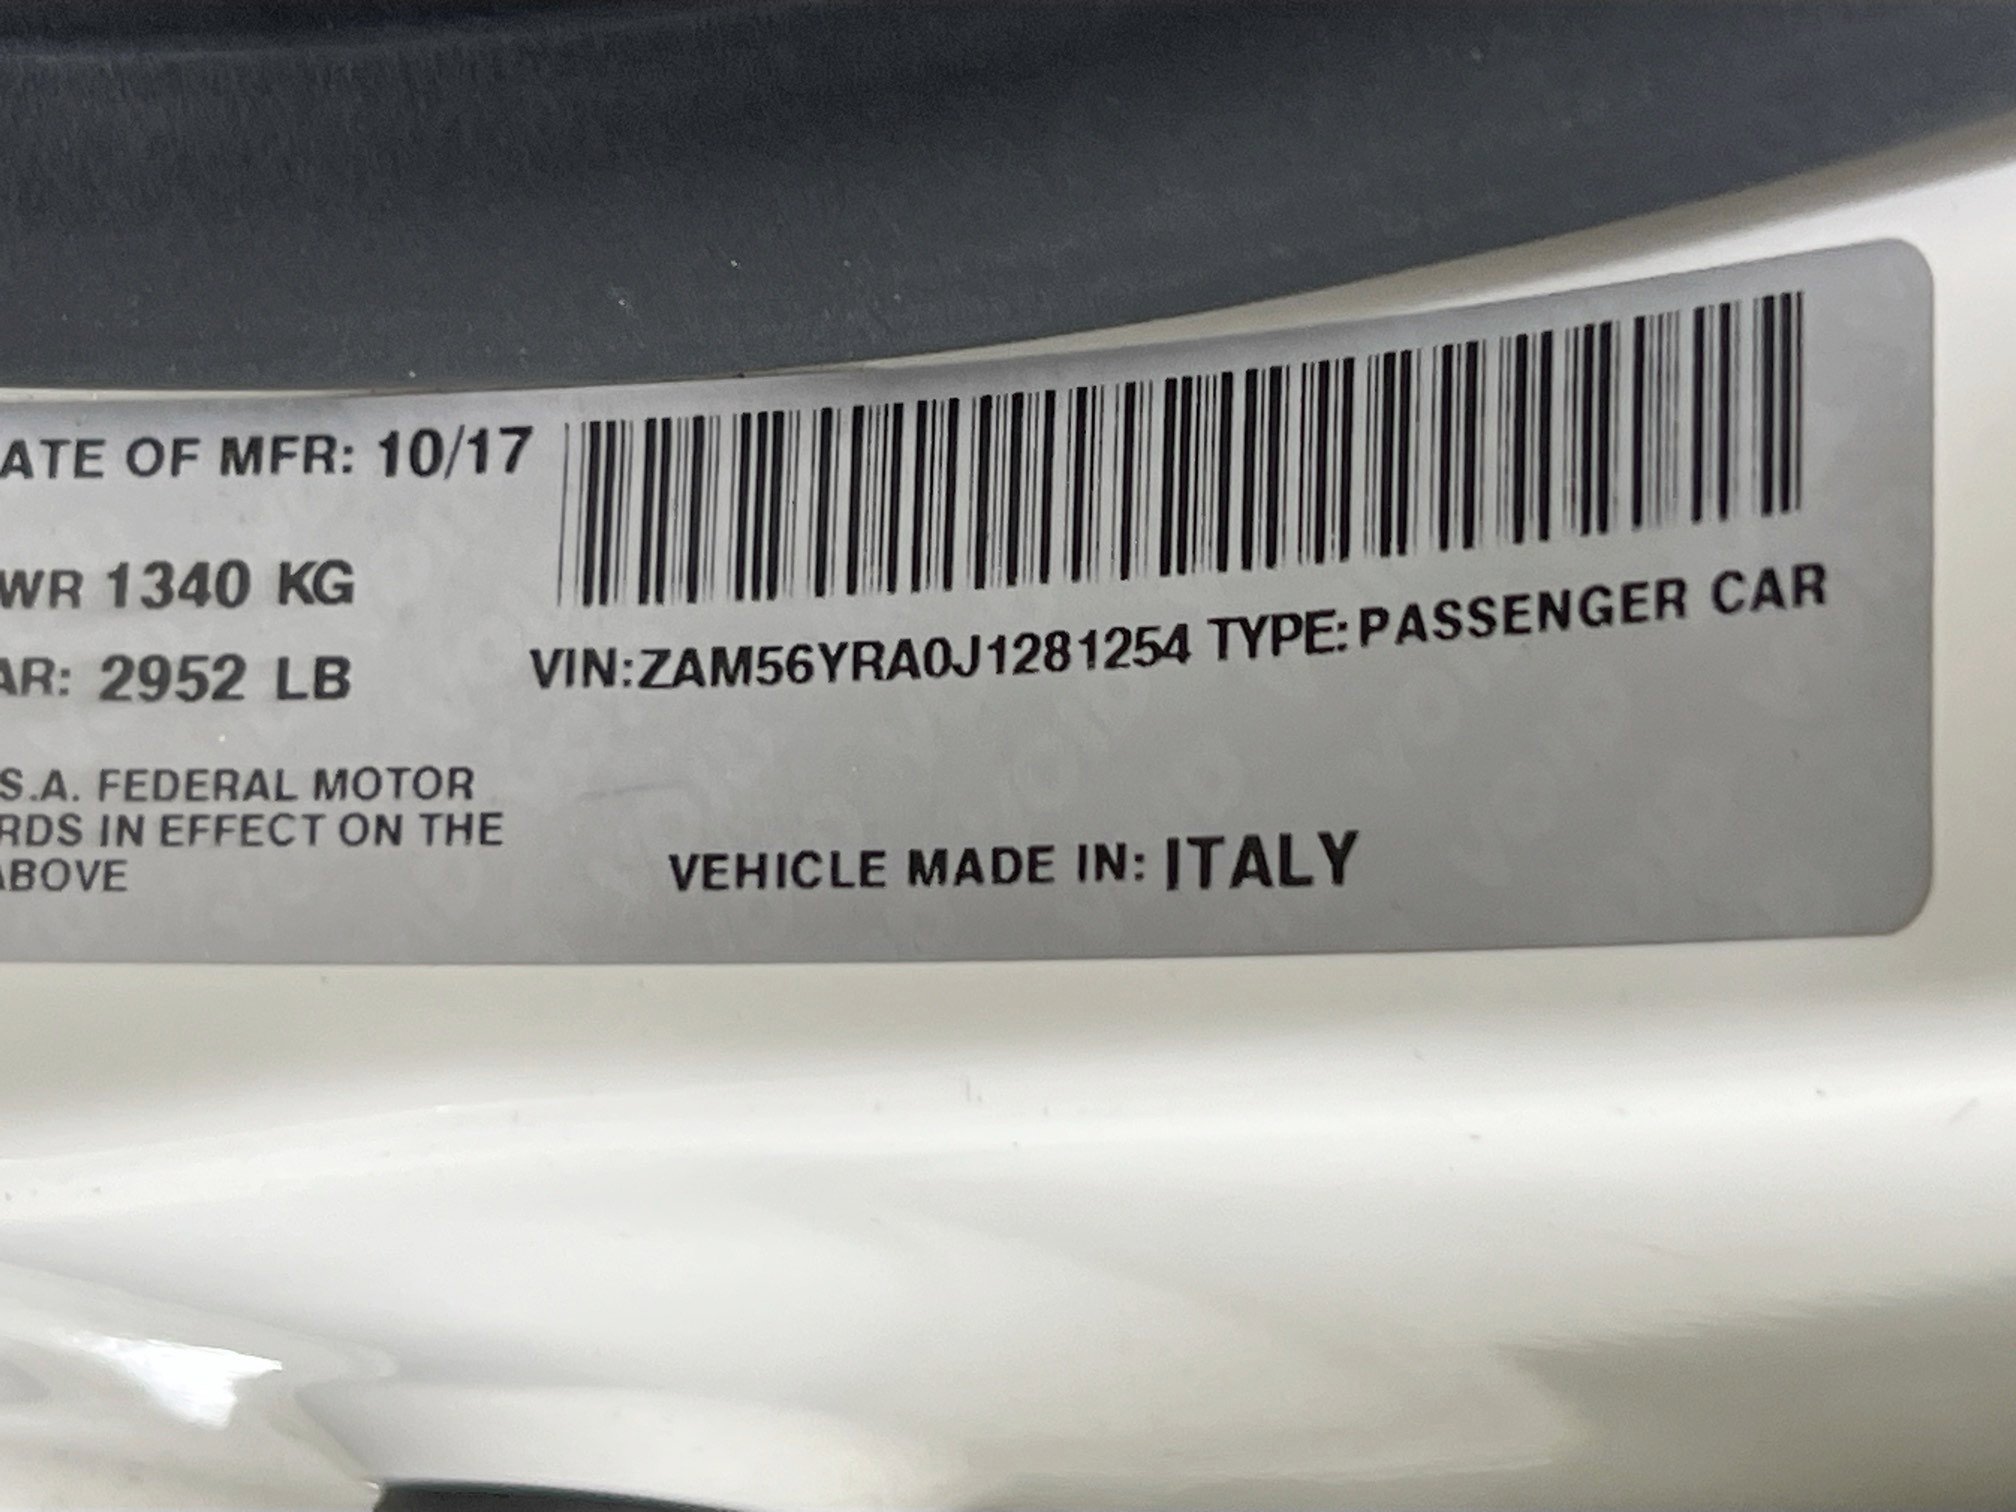 ATE OF MFR: 10/17
WR 1340 KG
AR: 2952 LB
VIN:ZAM56YRA0J1281254 TYPE:PASSENGER CAR
S.A. FEDERAL MOTOR
RDS IN EFFECT ON THE
ABOVE
VEHICLE MADE IN: ITALY